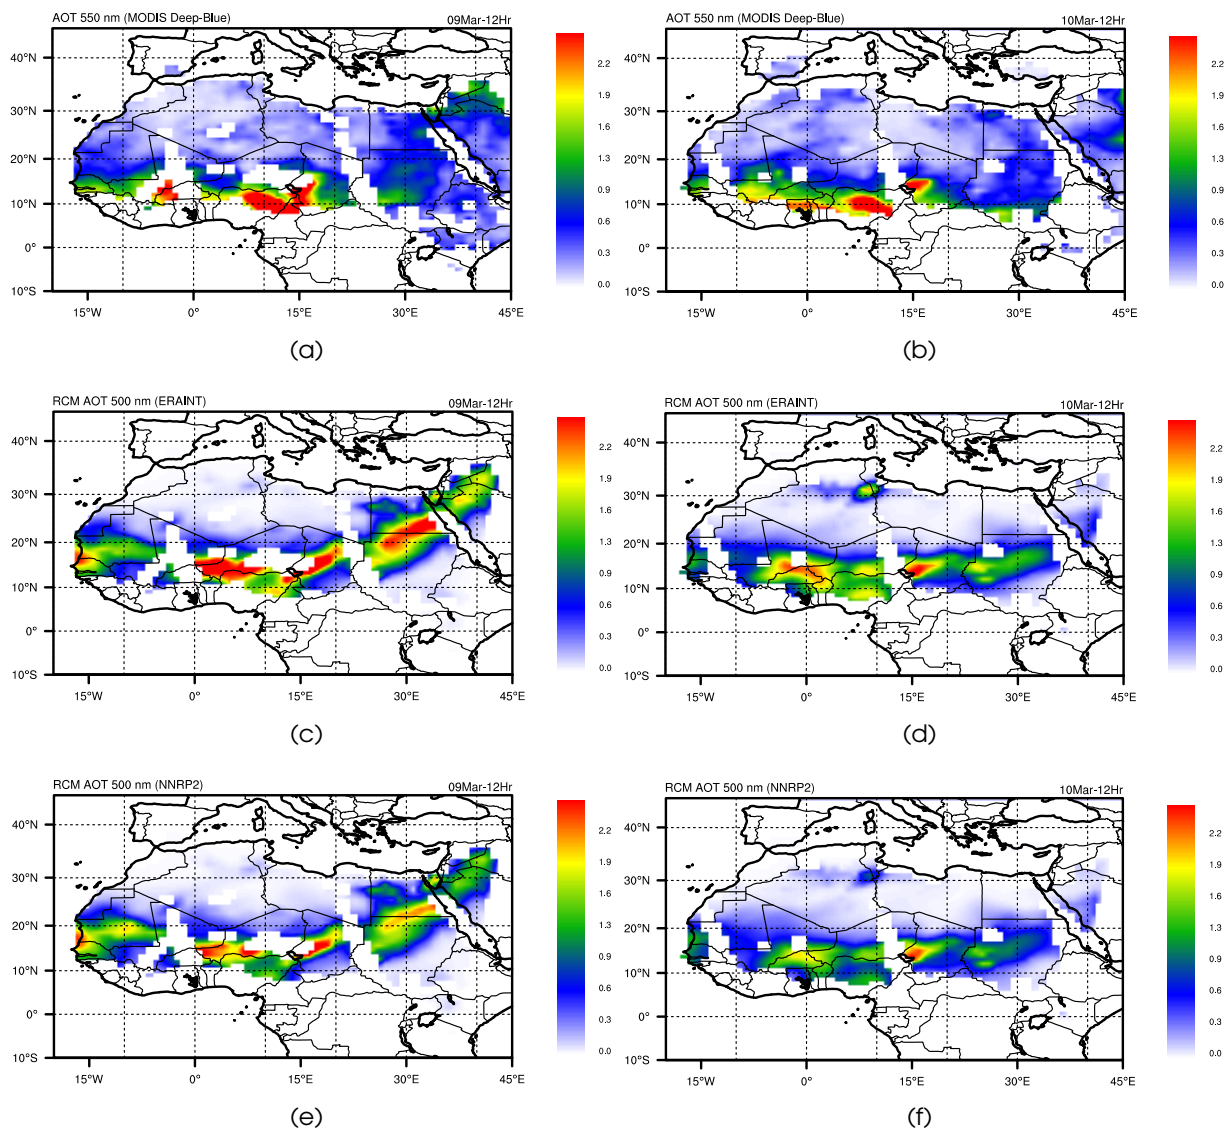 AOT 550 nm (MODIS Deep-Blue) 09Mar-12Hr
40°N
30°N
20°N
10°N
0°
10°S
15°W 0° 15°E 30°E 45°E
2.2
1.9
1.6
1.3
0.9
0.6
0.3
0.0
(a)
AOT 550 nm (MODIS Deep-Blue) 10Mar-12Hr
40°N
30°N
20°N
10°N
0°
10°S
15°W 0° 15°E 30°E 45°E
2.2
1.9
1.6
1.3
0.9
0.6
0.3
0.0
(b)
RCM AOT 500 nm (ERAINT) 09Mar-12Hr
40°N
30°N
20°N
10°N
0°
10°S
15°W 0° 15°E 30°E 45°E
2.2
1.9
1.6
1.3
0.9
0.6
0.3
0.0
(c)
RCM AOT 500 nm (ERAINT) 10Mar-12Hr
40°N
30°N
20°N
10°N
0°
10°S
15°W 0° 15°E 30°E 45°E
2.2
1.9
1.6
1.3
0.9
0.6
0.3
0.0
(d)
RCM AOT 500 nm (NNRP2) 09Mar-12Hr
40°N
30°N
20°N
10°N
0°
10°S
15°W 0° 15°E 30°E 45°E
2.2
1.9
1.6
1.3
0.9
0.6
0.3
0.0
(e)
RCM AOT 500 nm (NNRP2) 10Mar-12Hr
40°N
30°N
20°N
10°N
0°
10°S
15°W 0° 15°E 30°E 45°E
2.2
1.9
1.6
1.3
0.9
0.6
0.3
0.0
(f)